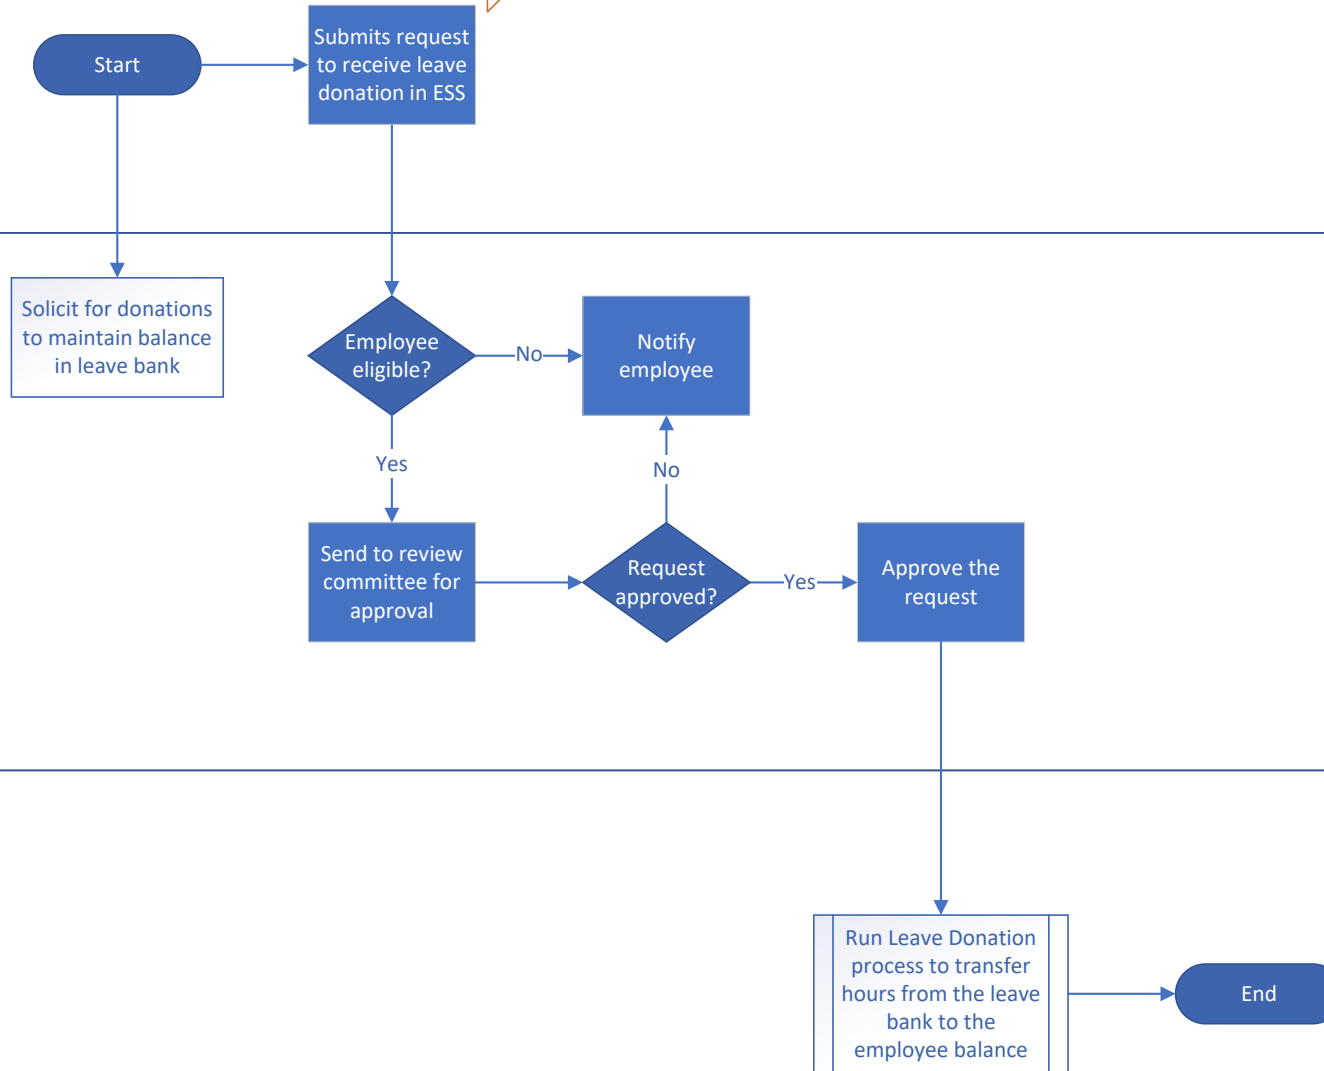 Start
Submits request
to receive leave
donation in ESS
Solicit for donations
to maintain balance
in leave bank
Employee
eligible?
No
Notify
employee
Yes
No
Send to review
committee for
approval
Request
approved?
Yes
Approve the
request
Run Leave Donation
process to transfer
hours from the leave
bank to the
employee balance
End